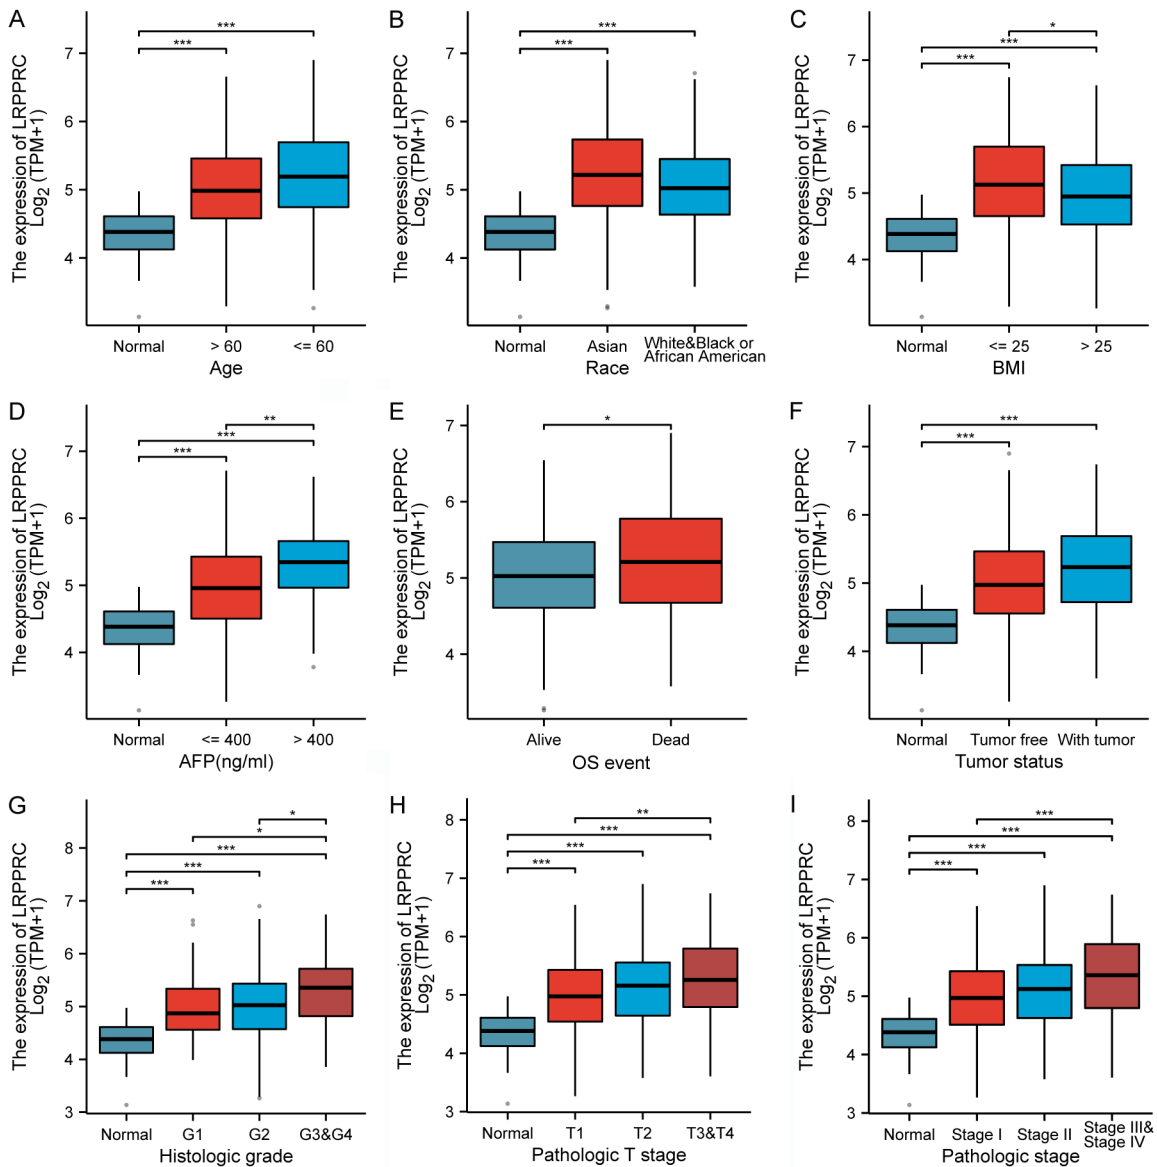 A
The expression of LRPPRC
Log2 (TPM+1)
7
6
5
4
***
***
Normal
> 60
<= 60
Age
B
The expression of LRPPRC
Log2 (TPM+1)
7
6
5
4
***
***
Normal
Asian
White&Black or
African American
Race
C
The expression of LRPPRC
Log2 (TPM+1)
7
6
5
4
*
***
***
Normal
<= 25
> 25
BMI
D
The expression of LRPPRC
Log2 (TPM+1)
7
6
5
4
**
***
***
Normal
<= 400
> 400
AFP(ng/ml)
E
The expression of LRPPRC
Log2 (TPM+1)
7
6
5
4
*
Alive
Dead
OS event
F
The expression of LRPPRC
Log2 (TPM+1)
7
6
5
4
***
***
Normal
Tumor free
With tumor
Tumor status
G
The expression of LRPPRC
Log2 (TPM+1)
8
7
6
5
4
3
*
*
***
***
***
Normal
G1
G2
G3&G4
Histologic grade
H
The expression of LRPPRC
Log2 (TPM+1)
8
7
6
5
4
3
**
***
***
***
Normal
T1
T2
T3&T4
Pathologic T stage
I
The expression of LRPPRC
Log2 (TPM+1)
8
7
6
5
4
3
***
***
***
***
Normal
Stage I
Stage II
Stage III&
Stage IV
Pathologic stage